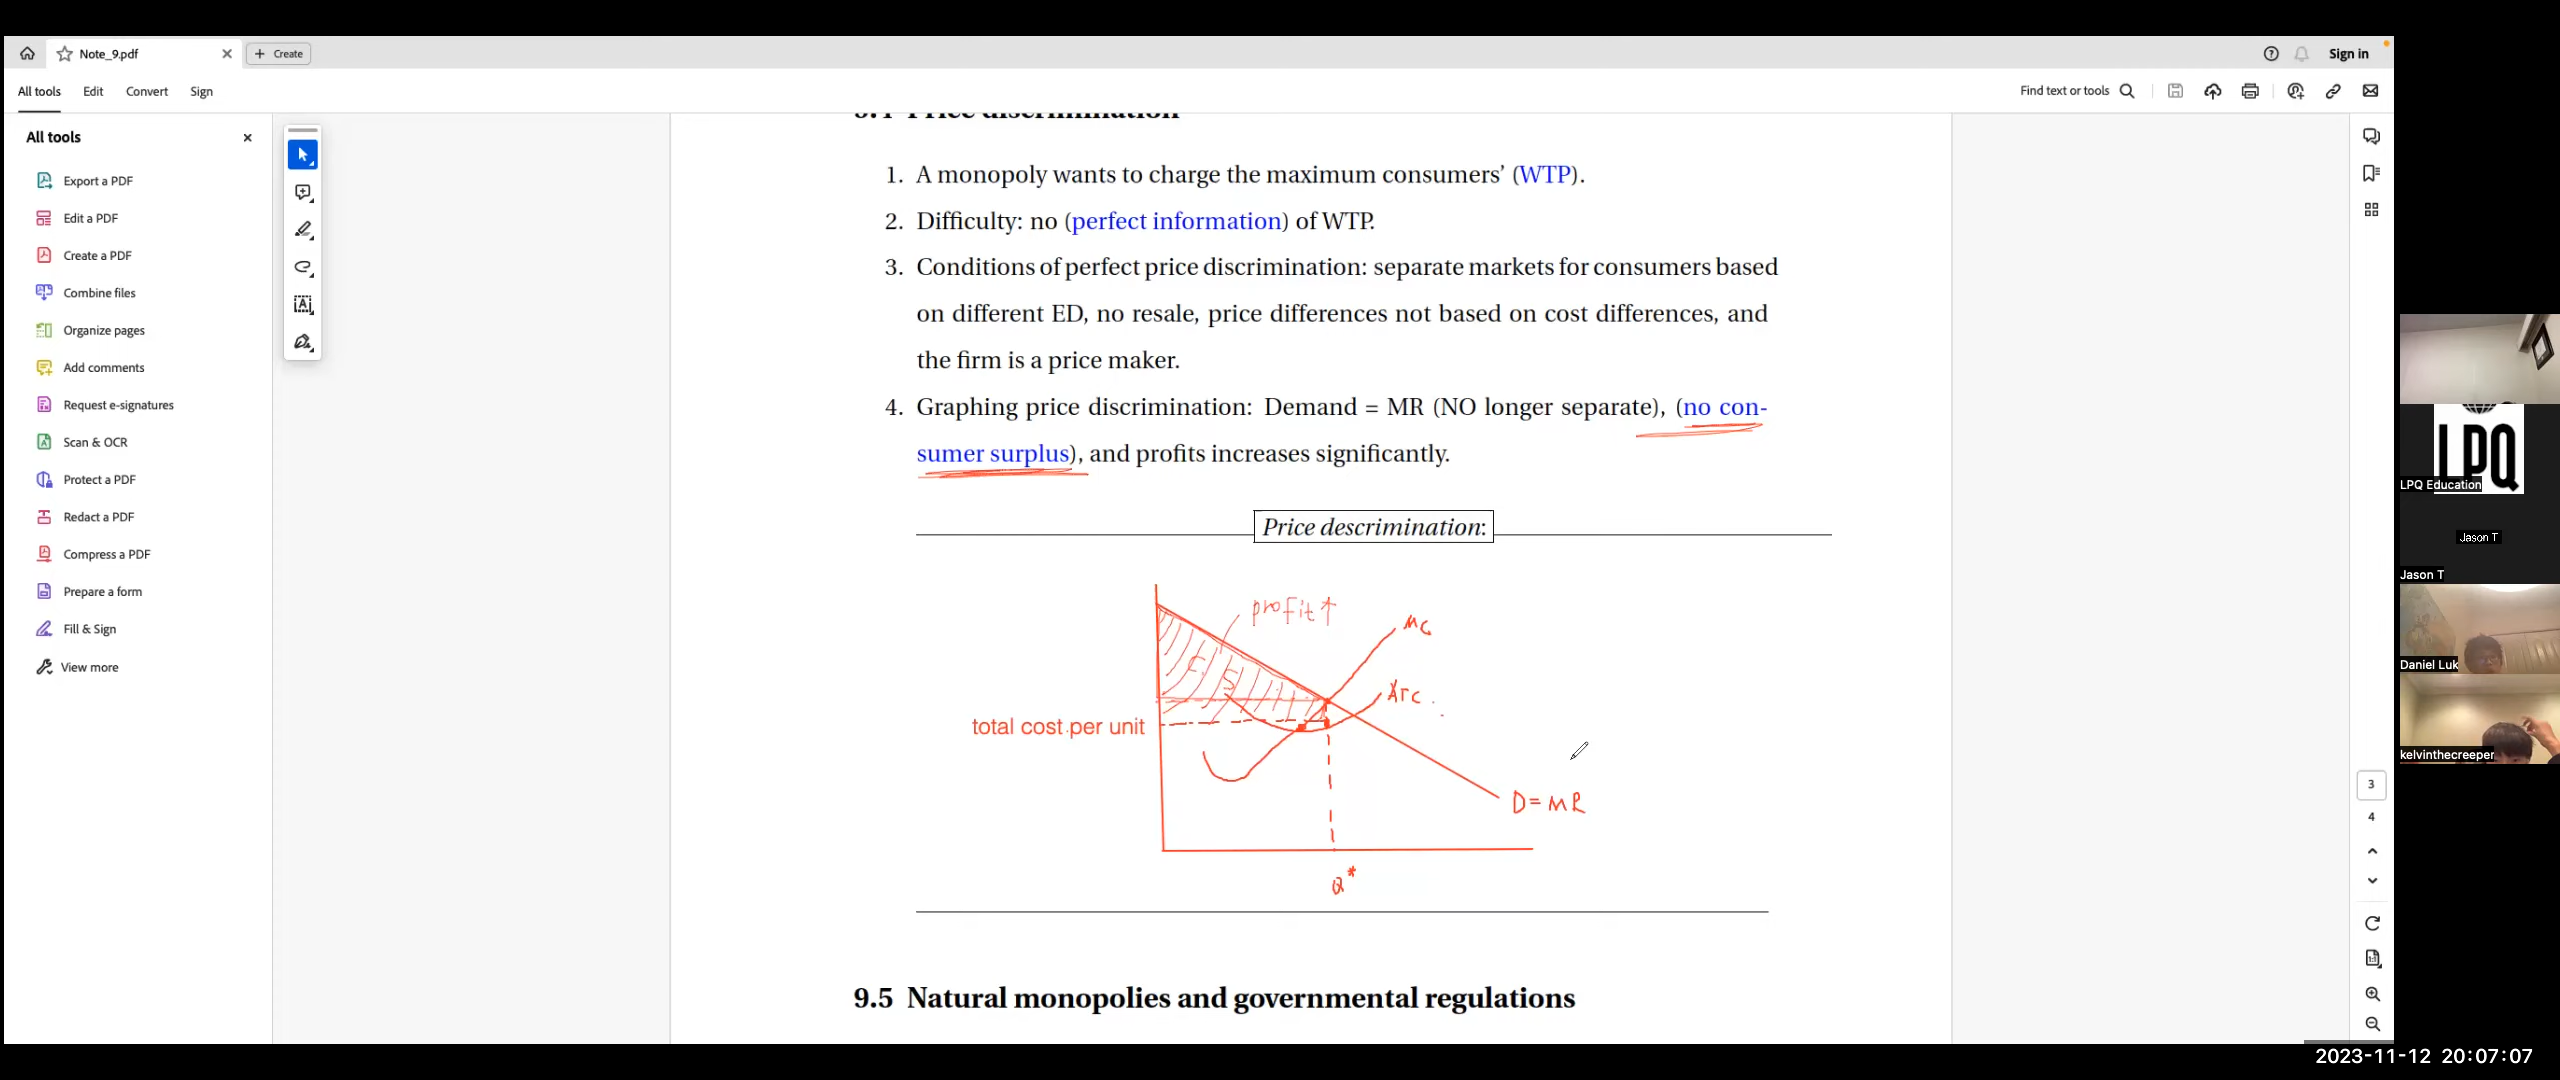 Note_9.pdf
Create
Sign in
All tools
Edit
Convert
Sign
Find text or tools
All tools
Export a PDF
Edit a PDF
Create a PDF
Combine files
Organize pages
Add comments
Request e-signatures
Scan & OCR
Protect a PDF
Redact a PDF
Compress a PDF
Prepare a form
Fill & Sign
View more
Price discrimination
1. A monopoly wants to charge the maximum consumers’ (WTP).
2. Difficulty: no (perfect information) of WTP.
3. Conditions of perfect price discrimination: separate markets for consumers based
on different ED, no resale, price differences not based on cost differences, and
the firm is a price maker.
4. Graphing price discrimination: Demand = MR (NO longer separate), (no con-
sumer surplus), and profits increases significantly.
Price descrimination:
profit↑
MC
ATC
CS
total cost per unit
D=MR
Q*
9.5 Natural monopolies and governmental regulations
3
4
LPQ
LPQ Education
Jason T
Jason T
Daniel Luk
kelvinthecreeper
2023-11-12 20:07:07